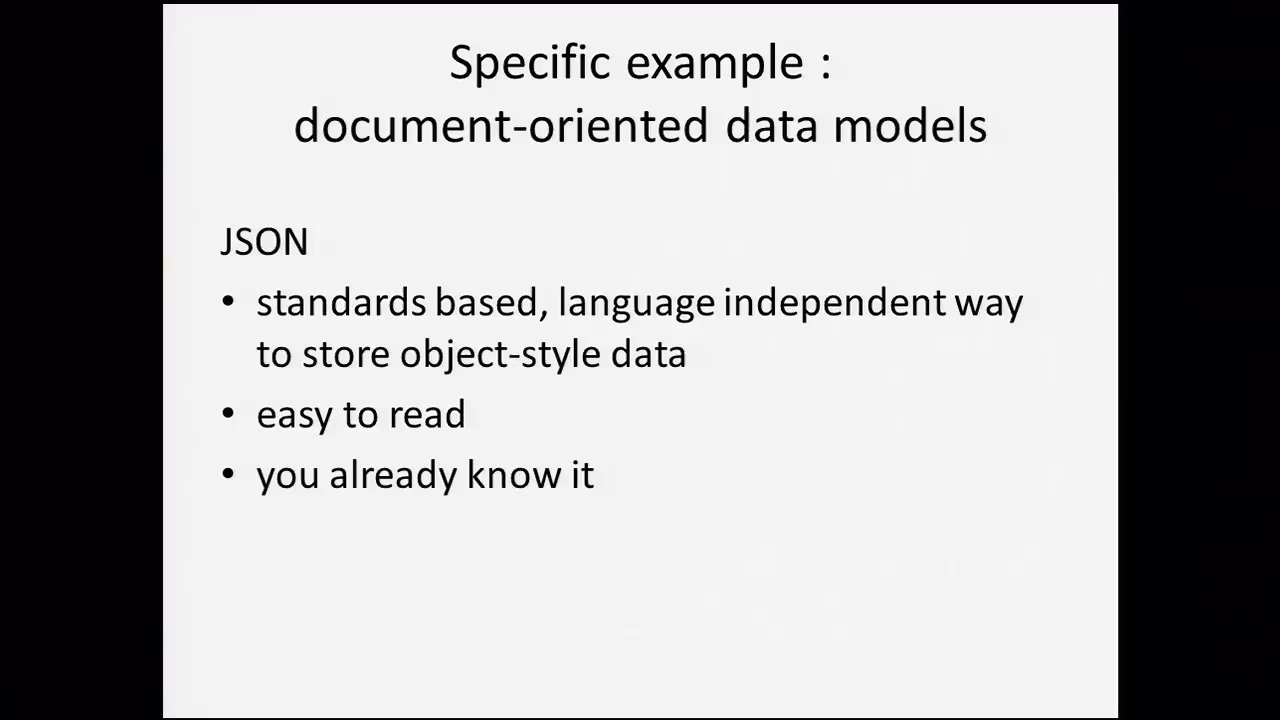 Specific example :
document-oriented data models
JSON
• standards based, language independent way
to store object-style data
• easy to read
• you already know it